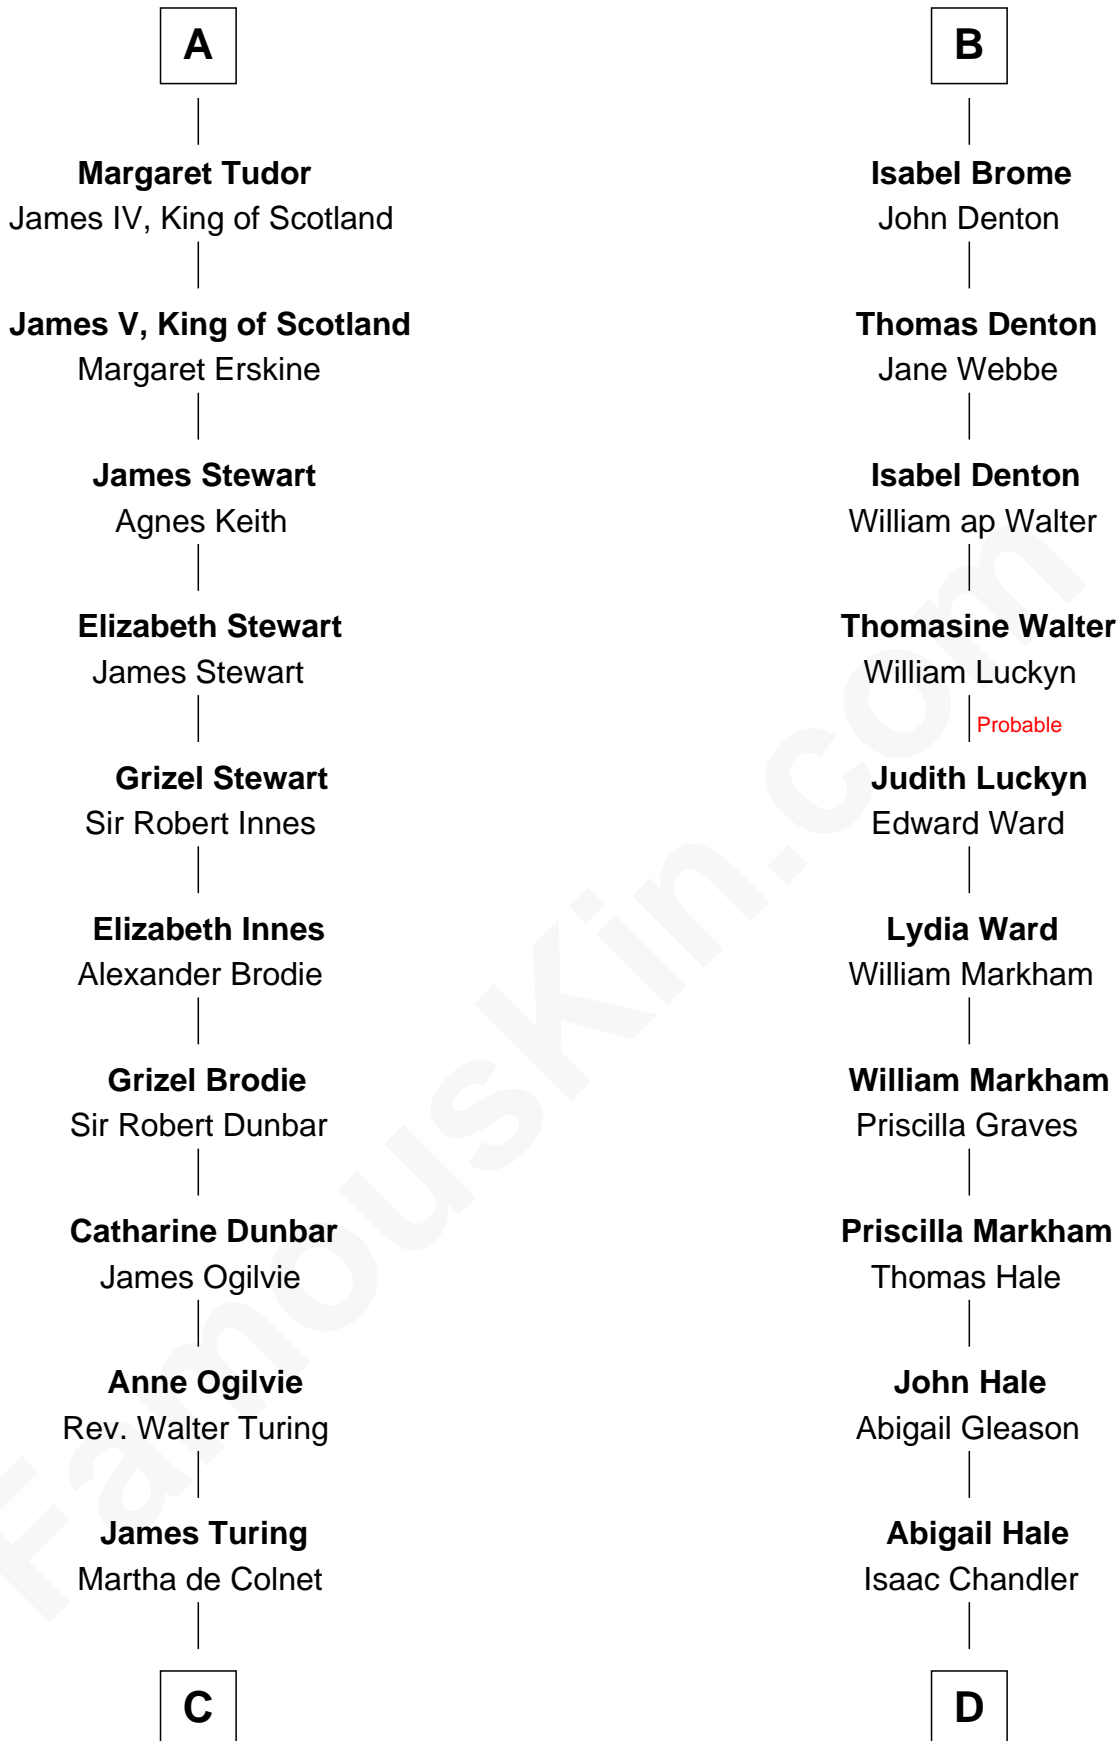 A
Margaret Tudor
James IV, King of Scotland
James V, King of Scotland
Margaret Erskine
James Stewart
Agnes Keith
Elizabeth Stewart
James Stewart
Grizel Stewart
Sir Robert Innes
Elizabeth Innes
Alexander Brodie
Grizel Brodie
Sir Robert Dunbar
Catharine Dunbar
James Ogilvie
Anne Ogilvie
Rev. Walter Turing
James Turing
Martha de Colnet
C
B
Isabel Brome
John Denton
Thomas Denton
Jane Webbe
Isabel Denton
William ap Walter
Thomasine Walter
William Luckyn
Probable
Judith Luckyn
Edward Ward
Lydia Ward
William Markham
William Markham
Priscilla Graves
Priscilla Markham
Thomas Hale
John Hale
Abigail Gleason
Abigail Hale
Isaac Chandler
D
FamousKin.com